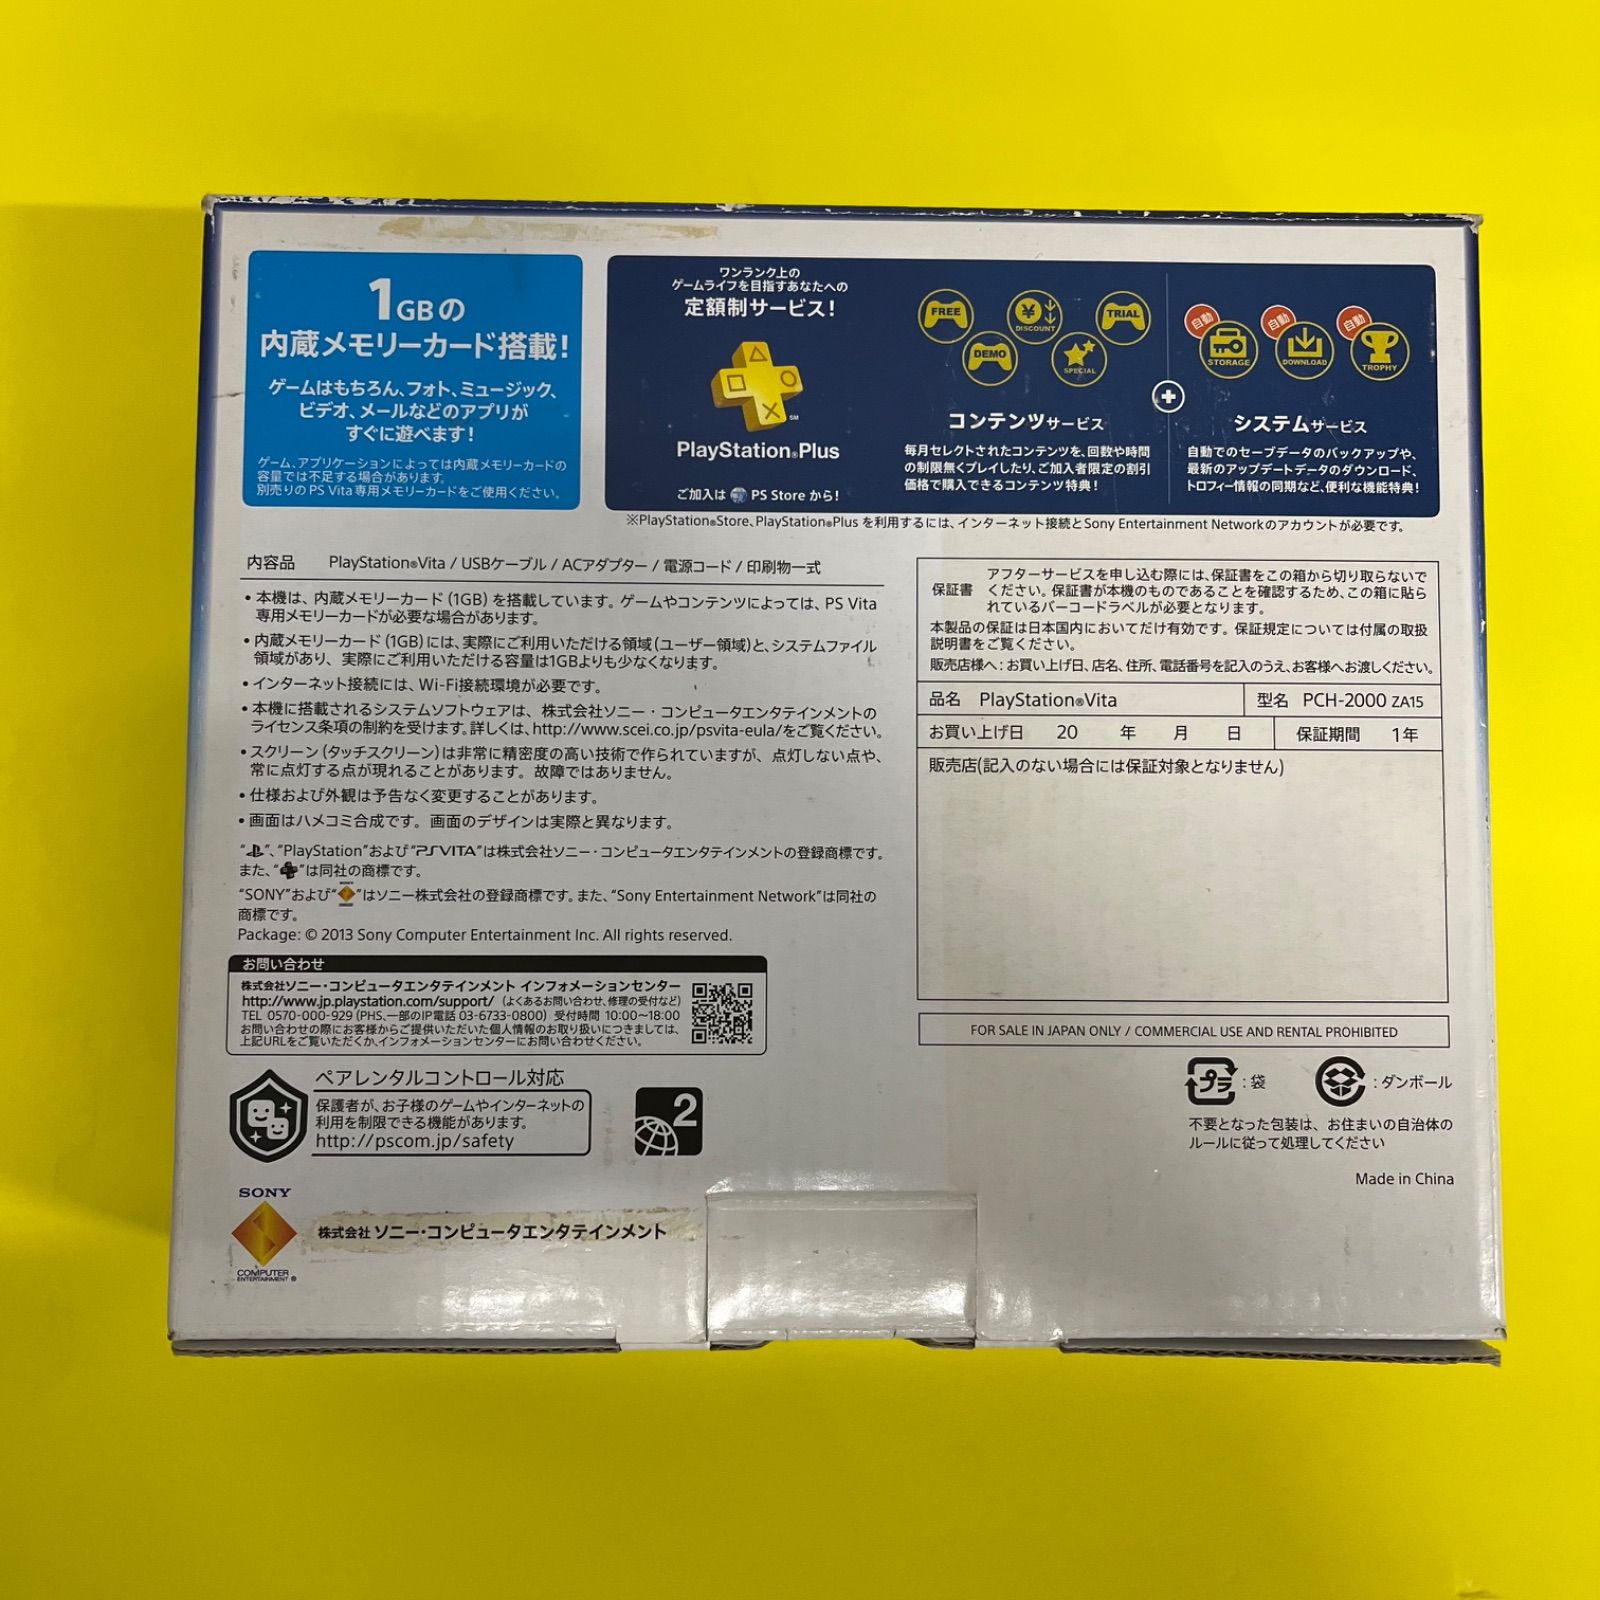 1GBの
内蔵メモリーカード搭載!
ゲームはもちろん、フォト、ミュージック、
ビデオ、メールなどのアプリが
すぐに遊べます!
ゲーム、アプリケーションによっては内蔵メモリーカードの
容量では不足する場合があります。
別売りのPS Vita専用メモリーカードをご使用ください。
ワンランク上の
ゲームライフを目指すあなたへの
定額制サービス!
PlayStation®Plus
ご加入は PS Store から!
FREE
DISCOUNT
TRIAL
DEMO
SPECIAL
コンテンツサービス
毎月セレクトされたコンテンツを、回数や時間
の制限無くプレイしたり、ご加入者限定の割引
価格で購入できるコンテンツ特典!
自動
STORAGE
自動
DOWNLOAD
自動
TROPHY
システムサービス
自動でのセーブデータのバックアップや、
最新のアップデートデータのダウンロード、
トロフィー情報の同期など、便利な機能特典!
※PlayStation®Store、PlayStation®Plus を利用するには、インターネット接続とSony Entertainment Networkのアカウントが必要です。
内容品 PlayStation®Vita / USBケーブル / ACアダプター / 電源コード / 印刷物一式
• 本機は、内蔵メモリーカード (1GB) を搭載しています。ゲームやコンテンツによっては、PS Vita
専用メモリーカードが必要な場合があります。
• 内蔵メモリーカード (1GB) には、実際にご利用いただける領域(ユーザー領域)と、システムファイル
領域があり、実際にご利用いただける容量は1GBよりも少なくなります。
• インターネット接続には、Wi-Fi接続環境が必要です。
• 本機に搭載されるシステムソフトウェアは、株式会社ソニー・コンピュータエンタテインメントの
ライセンス条項の制約を受けます。詳しくは、http://www.scei.co.jp/psvita-eula/をご覧ください。
• スクリーン (タッチスクリーン) は非常に精密度の高い技術で作られていますが、点灯しない点や、
常に点灯する点が現れることがあります。故障ではありません。
• 仕様および外観は予告なく変更することがあります。
• 画面はハメコミ合成です。画面のデザインは実際と異なります。
“ ”、“PlayStation”および“PSVITA”は株式会社ソニー・コンピュータエンタテインメントの登録商標です。
また、“ ”は同社の商標です。
“SONY”および“ ”はソニー株式会社の登録商標です。また、“Sony Entertainment Network”は同社の
商標です。
Package: © 2013 Sony Computer Entertainment Inc. All rights reserved.
お問い合わせ
株式会社ソニー・コンピュータエンタテインメント インフォメーションセンター
http://www.jp.playstation.com/support/ (よくあるお問い合わせ、修理の受付など)
TEL 0570-000-929 (PHS、一部のIP電話 03-6733-0800) 受付時間 10:00~18:00
お問い合わせの際にお客様からご提供いただいた個人情報のお取り扱いにつきましては、
上記URLをご覧いただくか、インフォメーションセンターにお問い合わせください。
ペアレンタルコントロール対応
保護者が、お子様のゲームやインターネットの
利用を制限できる機能があります。
http://pscom.jp/safety
2
SONY
COMPUTER
ENTERTAINMENT ®
株式会社 ソニー・コンピュータエンタテインメント
保証書
アフターサービスを申し込む際には、保証書をこの箱から切り取らないで
ください。保証書が本機のものであることを確認するため、この箱に貼ら
れているバーコードラベルが必要となります。
本製品の保証は日本国内においてだけ有効です。保証規定については付属の取扱
説明書をご覧ください。
販売店様へ:お買い上げ日、店名、住所、電話番号を記入のうえ、お客様へお渡しください。
品名 PlayStation®Vita 型名 PCH-2000 ZA15
お買い上げ日 20 年 月 日 保証期間 1年
販売店(記入のない場合には保証対象となりません)
FOR SALE IN JAPAN ONLY / COMMERCIAL USE AND RENTAL PROHIBITED
プラ : 袋 : ダンボール
不要となった包装は、お住まいの自治体の
ルールに従って処理してください
Made in China